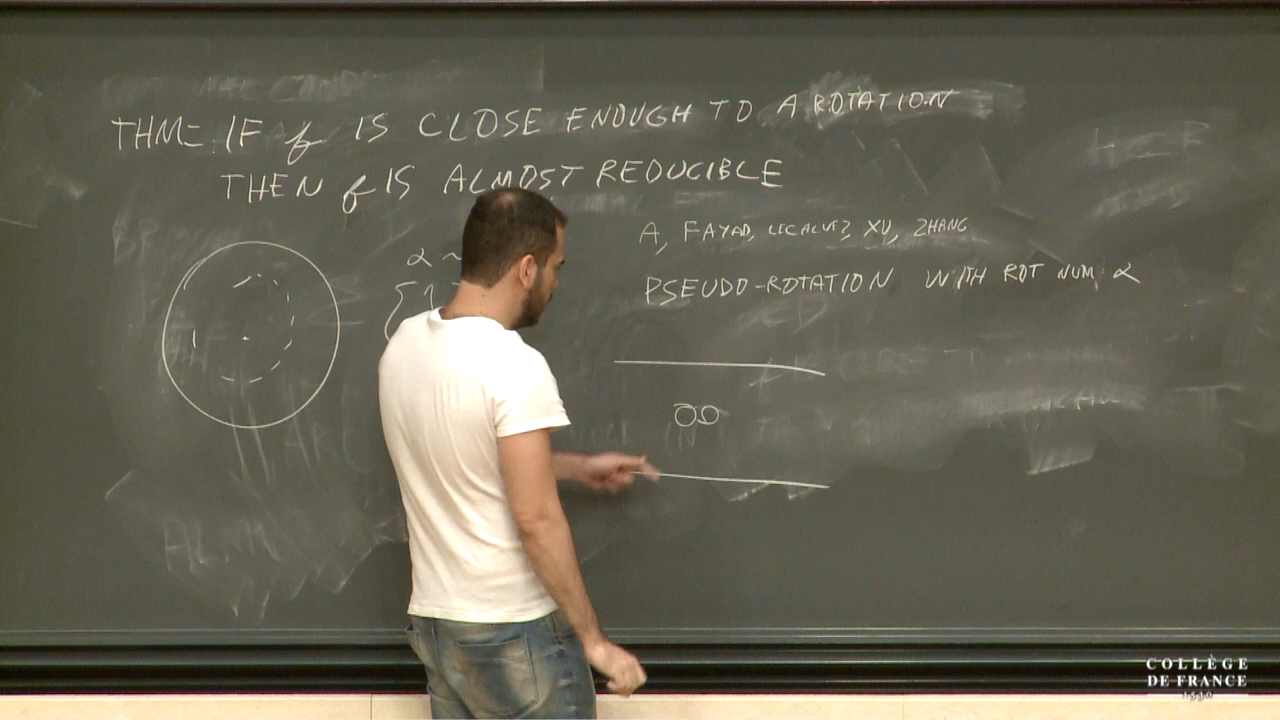 THM: IF f IS CLOSE ENOUGH TO A ROTATION
THEN f IS ALMOST REDUCIBLE
A, FAYAD, LECALVEZ, XU, ZHANG
α ~
PSEUDO-ROTATION WITH ROT NUM α
COLLÈGE
DE FRANCE
1530